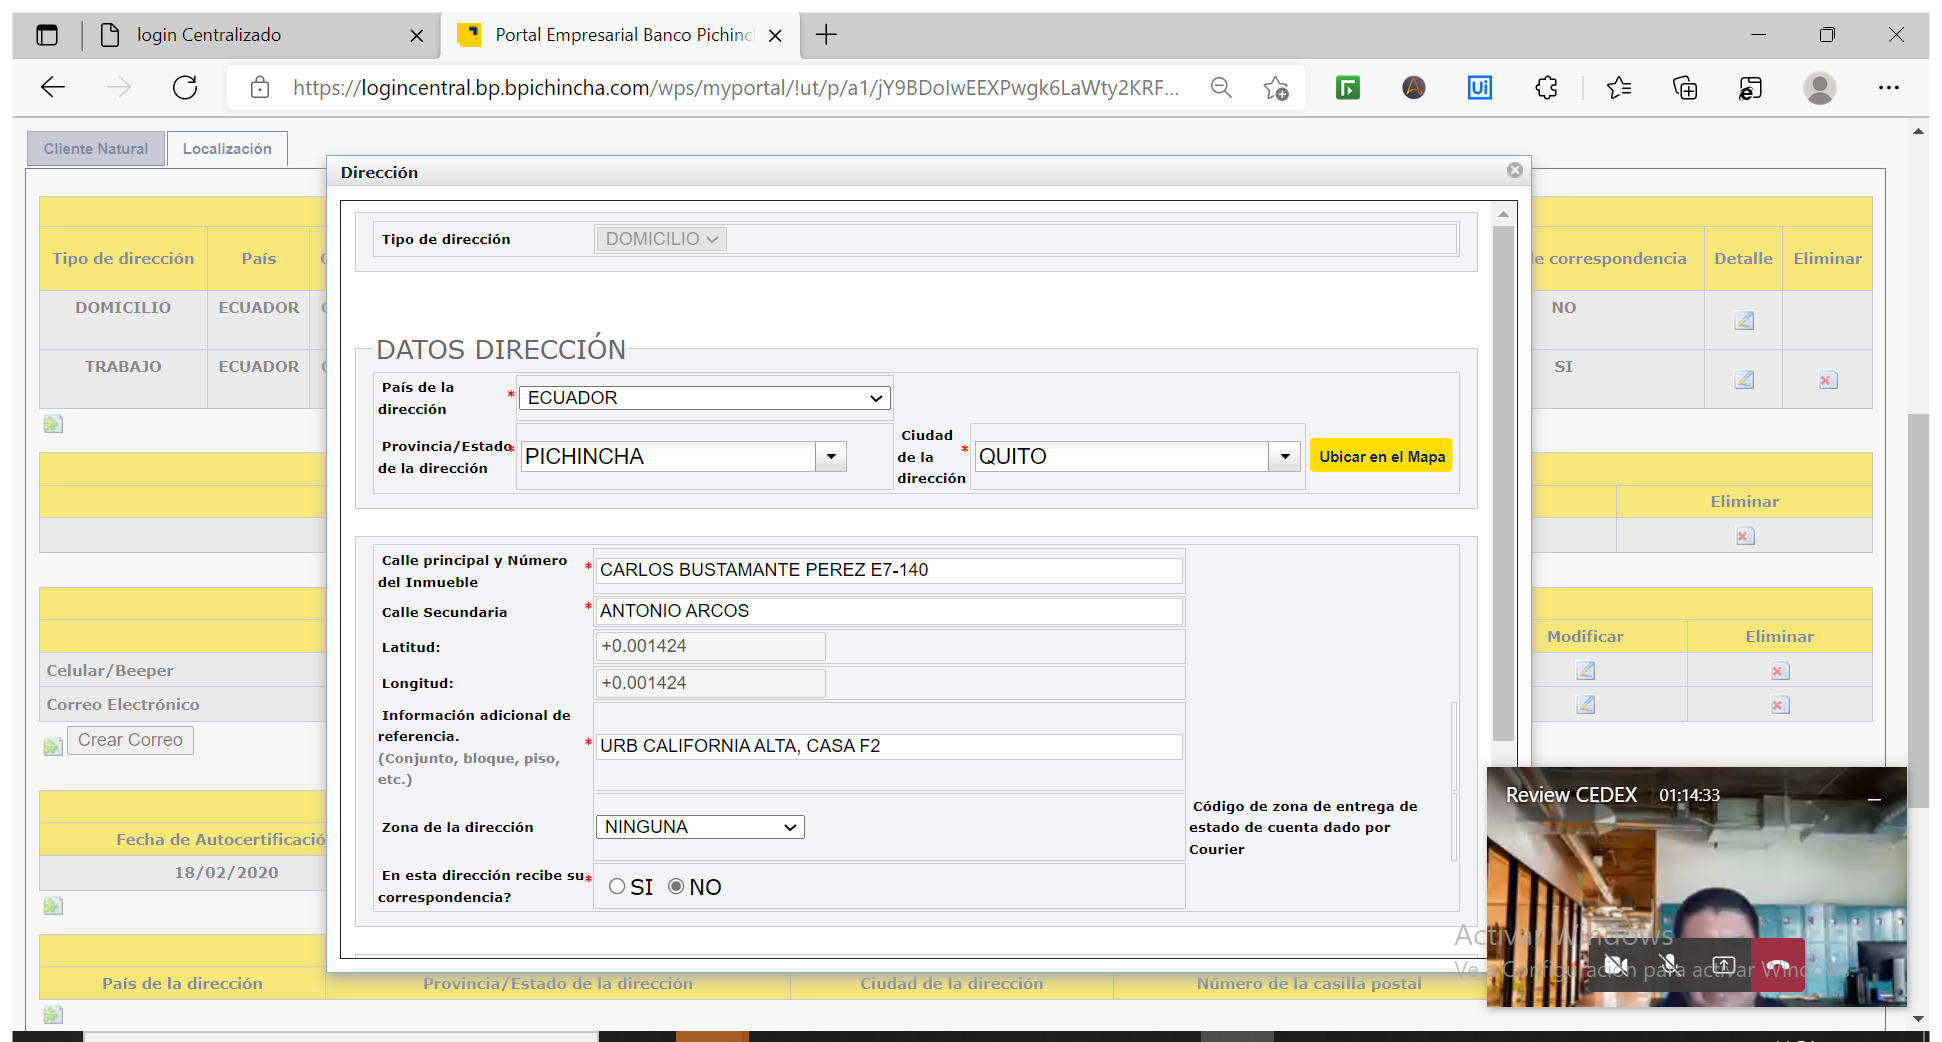 login Centralizado
Portal Empresarial Banco Pichinc
https://logincentral.bp.bpichincha.com/wps/myportal/!ut/p/a1/jY9BDoIwEEXPwgk6LaWty2KRF...
Ui
Cliente Natural
Localización
Dirección
Tipo de dirección
DOMICILIO
Tipo de dirección
País
correspondencia
Detalle
Eliminar
DOMICILIO
ECUADOR
NO
TRABAJO
ECUADOR
SI
DATOS DIRECCIÓN
País de la
dirección
*
ECUADOR
Provincia/Estado
de la dirección
*
PICHINCHA
Ciudad
de la
dirección
*
QUITO
Ubicar en el Mapa
Eliminar
Calle principal y Número
del Inmueble
*
CARLOS BUSTAMANTE PEREZ E7-140
Calle Secundaria
*
ANTONIO ARCOS
Latitud:
+0.001424
Longitud:
+0.001424
Información adicional de
referencia.
(Conjunto, bloque, piso,
etc.)
*
URB CALIFORNIA ALTA, CASA F2
Zona de la dirección
NINGUNA
Código de zona de entrega de
estado de cuenta dado por
Courier
En esta dirección recibe su
correspondencia?
*
SI
NO
Modificar
Eliminar
Celular/Beeper
Correo Electrónico
Crear Correo
Fecha de Autocertificació
18/02/2020
Review CEDEX
01:14:33
Activar Windows
Ve a Configuración para activar Windows.
País de la dirección
Provincia/Estado de la dirección
Ciudad de la dirección
Número de la casilla postal